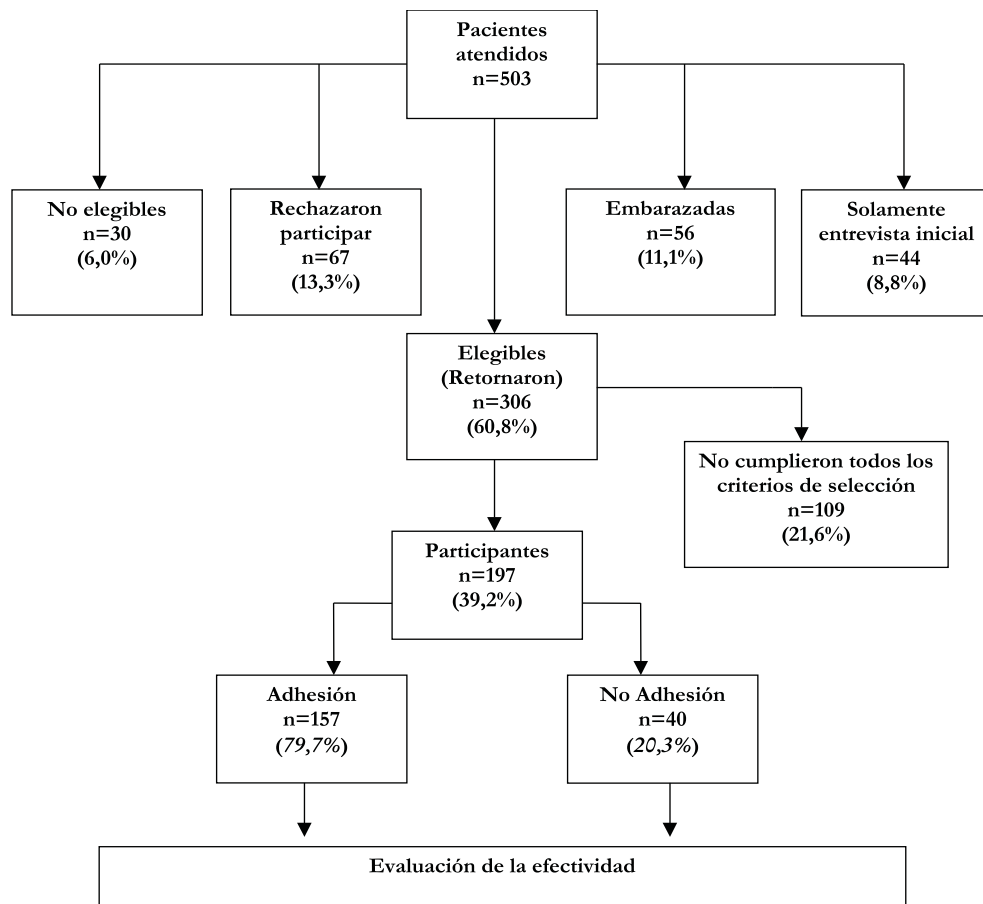 Pacientes
atendidos
n=503
No elegibles
n=30
(6,0%)
Rechazaron
participar
n=67
(13,3%)
Embarazadas
n=56
(11,1%)
Solamente
entrevista inicial
n=44
(8,8%)
Elegibles
(Retornaron)
n=306
(60,8%)
No cumplieron todos los
criterios de selección
n=109
(21,6%)
Participantes
n=197
(39,2%)
Adhesión
n=157
(79,7%)
No Adhesión
n=40
(20,3%)
Evaluación de la efectividad